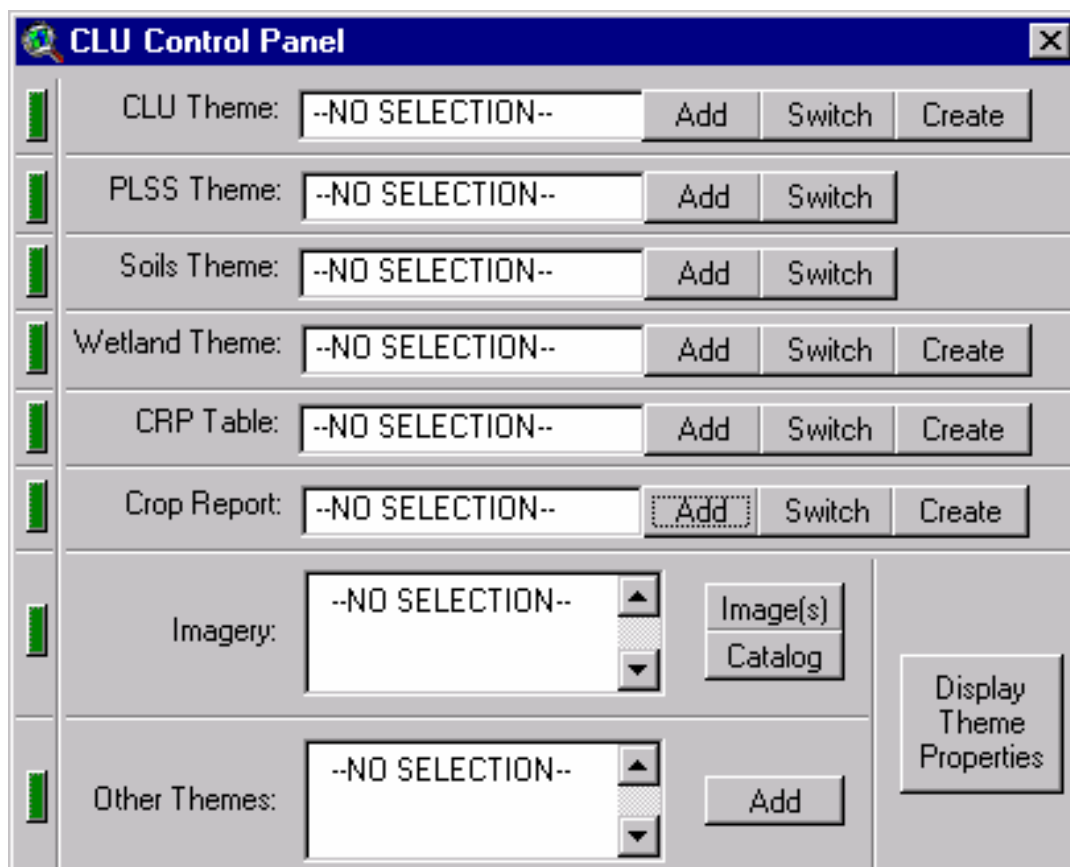 CLU Control Panel
CLU Theme: --NO SELECTION-- Add Switch Create
PLSS Theme: --NO SELECTION-- Add Switch
Soils Theme: --NO SELECTION-- Add Switch
Wetland Theme: --NO SELECTION-- Add Switch Create
CRP Table: --NO SELECTION-- Add Switch Create
Crop Report: --NO SELECTION-- Add Switch Create
Imagery: --NO SELECTION-- Image(s)
Catalog
Display
Theme
Properties
Other Themes: --NO SELECTION-- Add